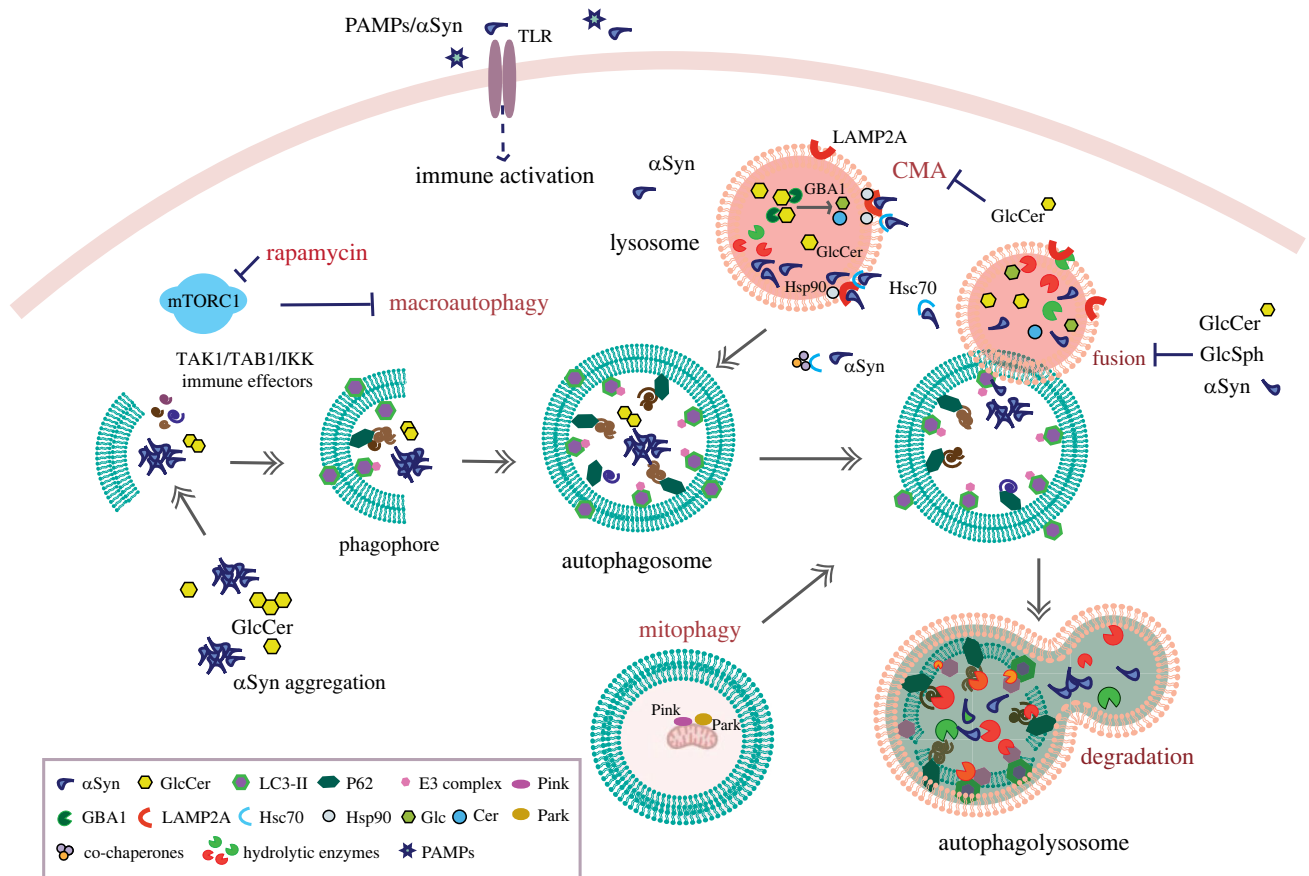 PAMPs/αSyn
TLR
immune activation
αSyn
LAMP2A
CMA
GlcCer
GBA1
lysosome
GlcCer
Hsp90
Hsc70
rapamycin
mTORC1
macroautophagy
TAK1/TAB1/IKK
immune effectors
αSyn
fusion
GlcCer
GlcSph
αSyn
phagophore
autophagosome
GlcCer
αSyn aggregation
mitophagy
Pink
Park
degradation
autophagolysosome
αSyn GlcCer LC3-II P62 E3 complex Pink
GBA1 LAMP2A Hsc70 Hsp90 Glc Cer Park
co-chaperones hydrolytic enzymes PAMPs